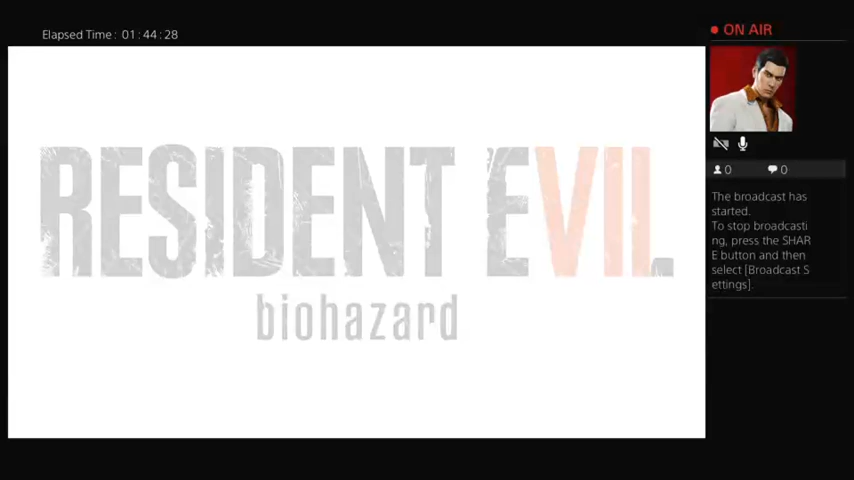 Elapsed Time: 01:44:28
ON AIR
RESIDENT EVIL
biohazard
0 0
The broadcast has
started.
To stop broadcasti
ng, press the SHAR
E button and then
select [Broadcast S
ettings].